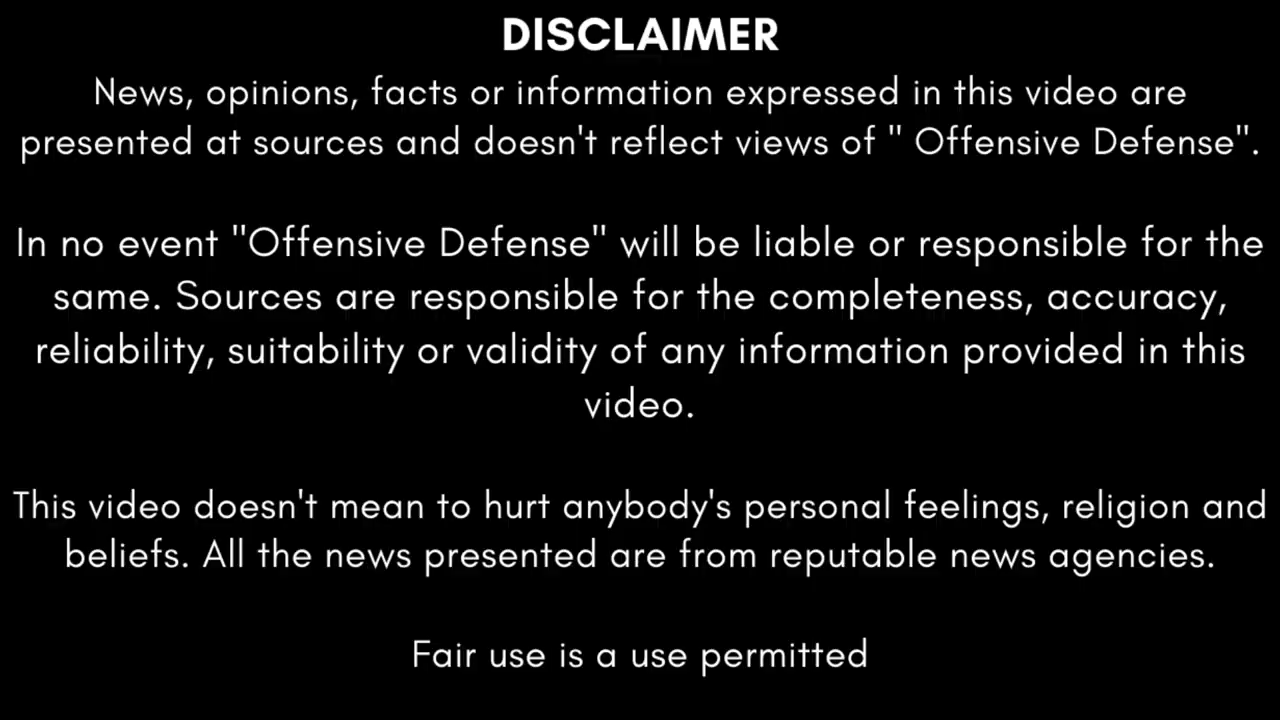 DISCLAIMER
News, opinions, facts or information expressed in this video are
presented at sources and doesn't reflect views of " Offensive Defense".
In no event "Offensive Defense" will be liable or responsible for the
same. Sources are responsible for the completeness, accuracy,
reliability, suitability or validity of any information provided in this
video.
This video doesn't mean to hurt anybody's personal feelings, religion and
beliefs. All the news presented are from reputable news agencies.
Fair use is a use permitted